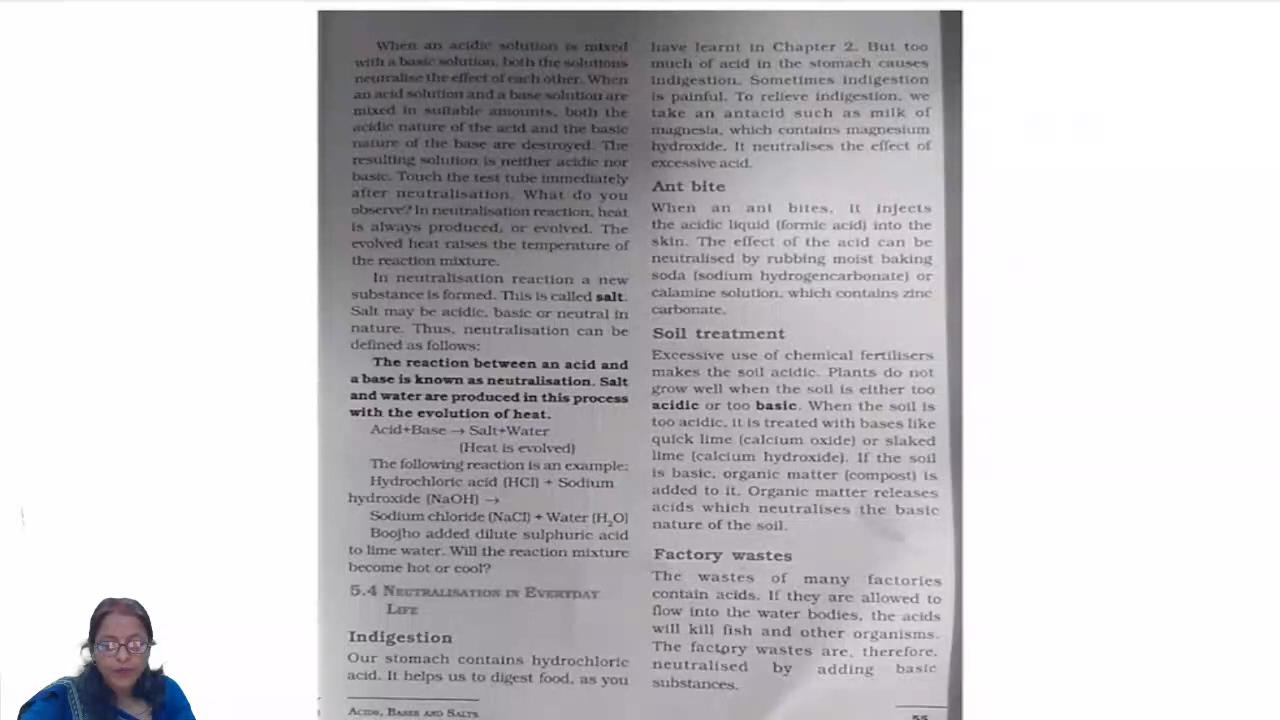 When an acidic solution is mixed
with a basic solution, both the solutions
neutralise the effect of each other. When
an acid solution and a base solution are
mixed in suitable amounts, both the
acidic nature of the acid and the basic
nature of the base are destroyed. The
resulting solution is neither acidic nor
basic. Touch the test tube immediately
after neutralisation. What do you
observe? In neutralisation reaction, heat
is always produced, or evolved. The
evolved heat raises the temperature of
the reaction mixture.
In neutralisation reaction a new
substance is formed. This is called salt.
Salt may be acidic, basic or neutral in
nature. Thus, neutralisation can be
defined as follows:
The reaction between an acid and
a base is known as neutralisation. Salt
and water are produced in this process
with the evolution of heat.
Acid+Base → Salt+Water
(Heat is evolved)
The following reaction is an example:
Hydrochloric acid (HCl) + Sodium
hydroxide (NaOH) →
Sodium chloride (NaCl) + Water (H₂O)
Boojho added dilute sulphuric acid
to lime water. Will the reaction mixture
become hot or cool?
5.4 NEUTRALISATION IN EVERYDAY
LIFE
Indigestion
Our stomach contains hydrochloric
acid. It helps us to digest food, as you
ACIDS, BASES AND SALTS
have learnt in Chapter 2. But too
much of acid in the stomach causes
indigestion. Sometimes indigestion
is painful. To relieve indigestion, we
take an antacid such as milk of
magnesia, which contains magnesium
hydroxide. It neutralises the effect of
excessive acid.
Ant bite
When an ant bites, it injects
the acidic liquid (formic acid) into the
skin. The effect of the acid can be
neutralised by rubbing moist baking
soda (sodium hydrogencarbonate) or
calamine solution, which contains zinc
carbonate.
Soil treatment
Excessive use of chemical fertilisers
makes the soil acidic. Plants do not
grow well when the soil is either too
acidic or too basic. When the soil is
too acidic, it is treated with bases like
quick lime (calcium oxide) or slaked
lime (calcium hydroxide). If the soil
is basic, organic matter (compost) is
added to it. Organic matter releases
acids which neutralises the basic
nature of the soil.
Factory wastes
The wastes of many factories
contain acids. If they are allowed to
flow into the water bodies, the acids
will kill fish and other organisms.
The factory wastes are, therefore,
neutralised by adding basic
substances.
55